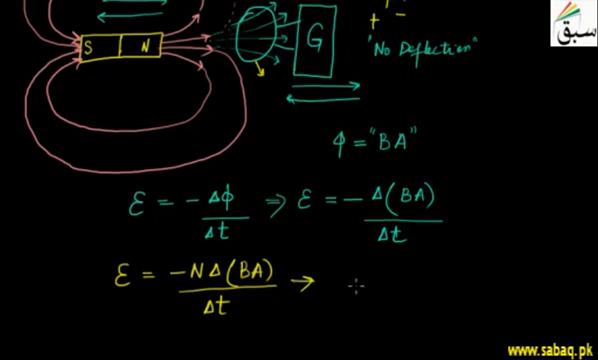 سبق
+ −
S N
G
"No Deflection"
ϕ = "BA"
ε = − Δϕ / Δt ⇒ ε = − Δ(BA) / Δt
ε = −NΔ(BA) / Δt →
www.sabaq.pk